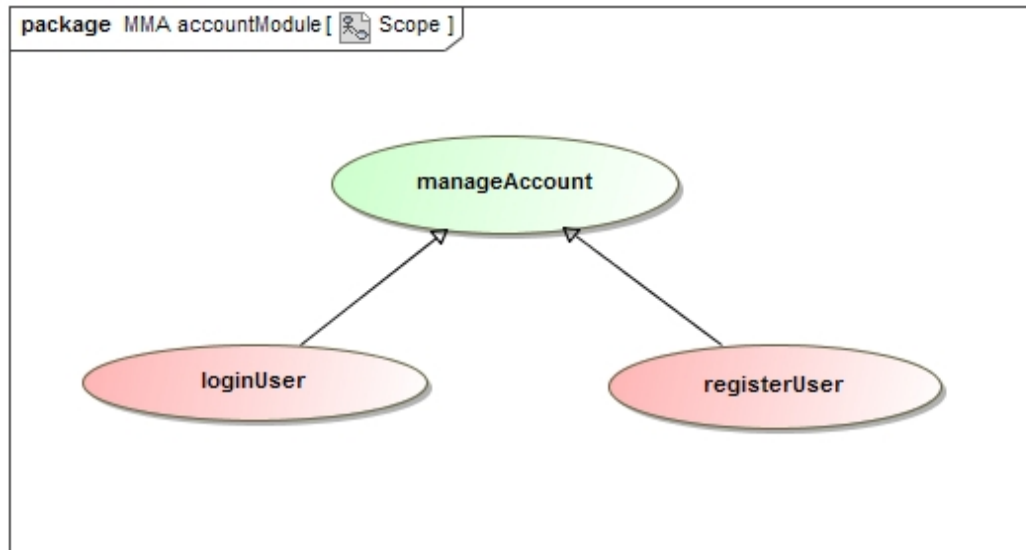 package MMA accountModule [ Scope ]
manageAccount
loginUser
registerUser